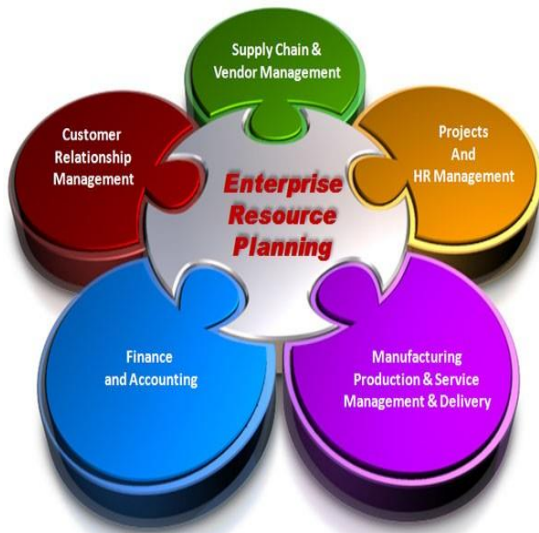 Supply Chain &
Vendor Management
Customer
Relationship
Management
Projects
And
HR Management
Enterprise
Resource
Planning
Finance
and Accounting
Manufacturing
Production & Service
Management & Delivery